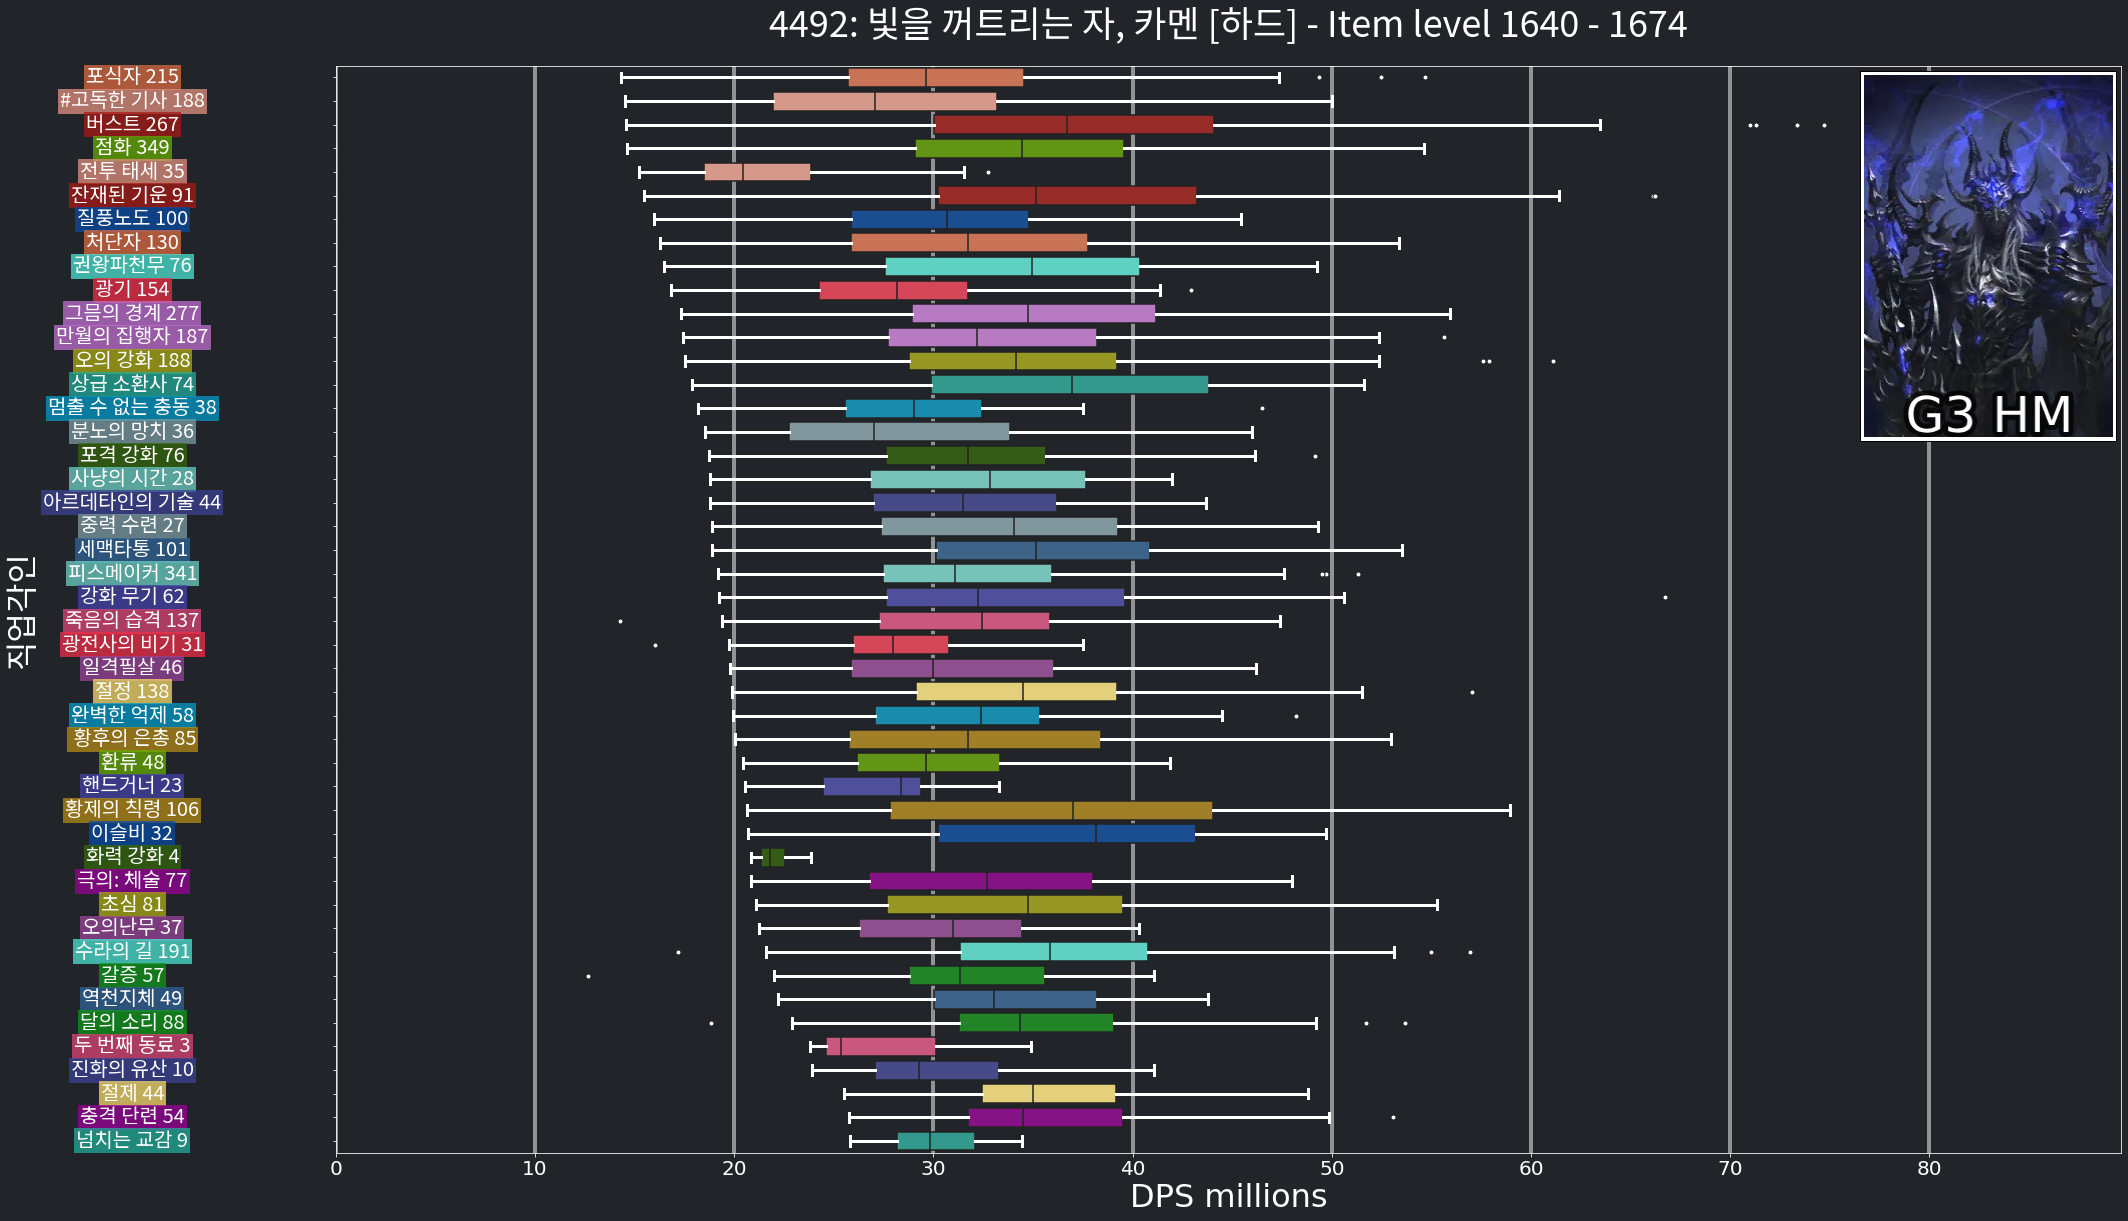 4492: 빛을 꺼트리는 자, 카멘 [하드] - Item level 1640 - 1674
포식자 215
#고독한 기사 188
버스트 267
점화 349
전투 태세 35
잔재된 기운 91
질풍노도 100
처단자 130
권왕파천무 76
광기 154
그믐의 경계 277
만월의 집행자 187
오의 강화 188
상급 소환사 74
멈출 수 없는 충동 38
분노의 망치 36
포격 강화 76
사냥의 시간 28
아르데타인의 기술 44
중력 수련 27
세맥타통 101
피스메이커 341
강화 무기 62
죽음의 습격 137
광전사의 비기 31
일격필살 46
절정 138
완벽한 억제 58
황후의 은총 85
환류 48
핸드거너 23
황제의 칙령 106
이슬비 32
화력 강화 4
극의: 체술 77
초심 81
오의난무 37
수라의 길 191
갈증 57
역천지체 49
달의 소리 88
두 번째 동료 3
진화의 유산 10
절제 44
충격 단련 54
넘치는 교감 9
직업각인
G3 HM
0 10 20 30 40 50 60 70 80
DPS millions